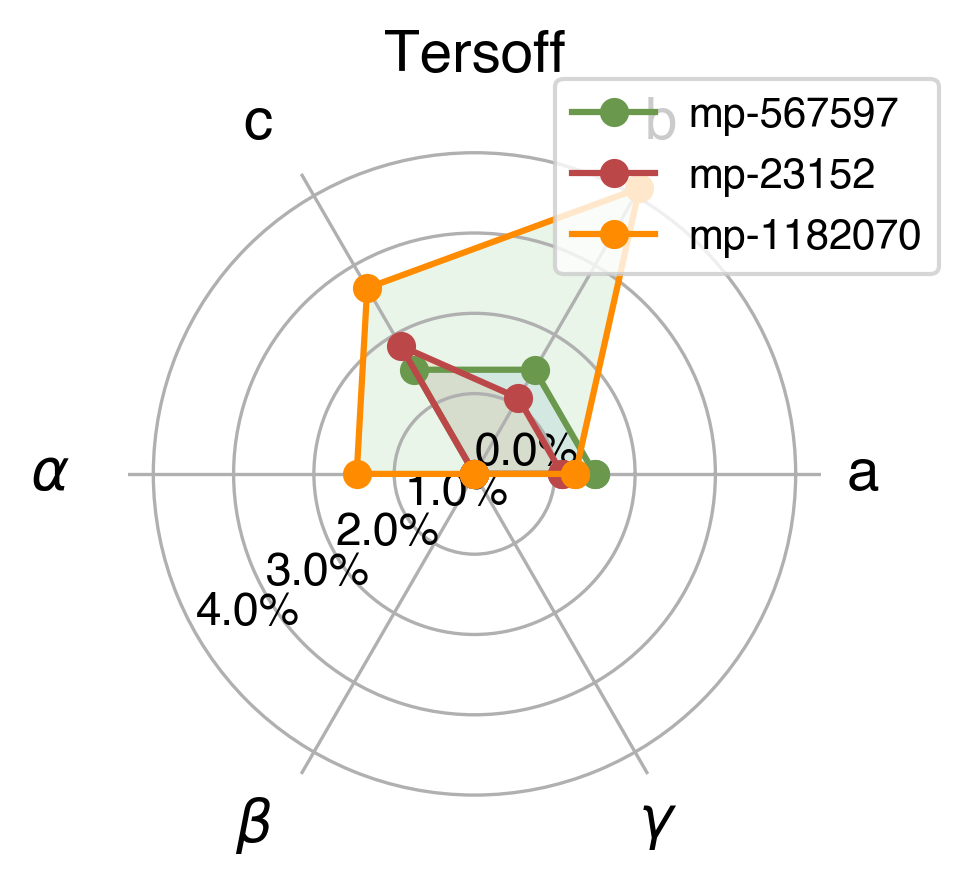 Tersoff
c
b
mp-567597
mp-23152
mp-1182070
α
a
0.0%
1.0%
2.0%
3.0%
4.0%
β
γ